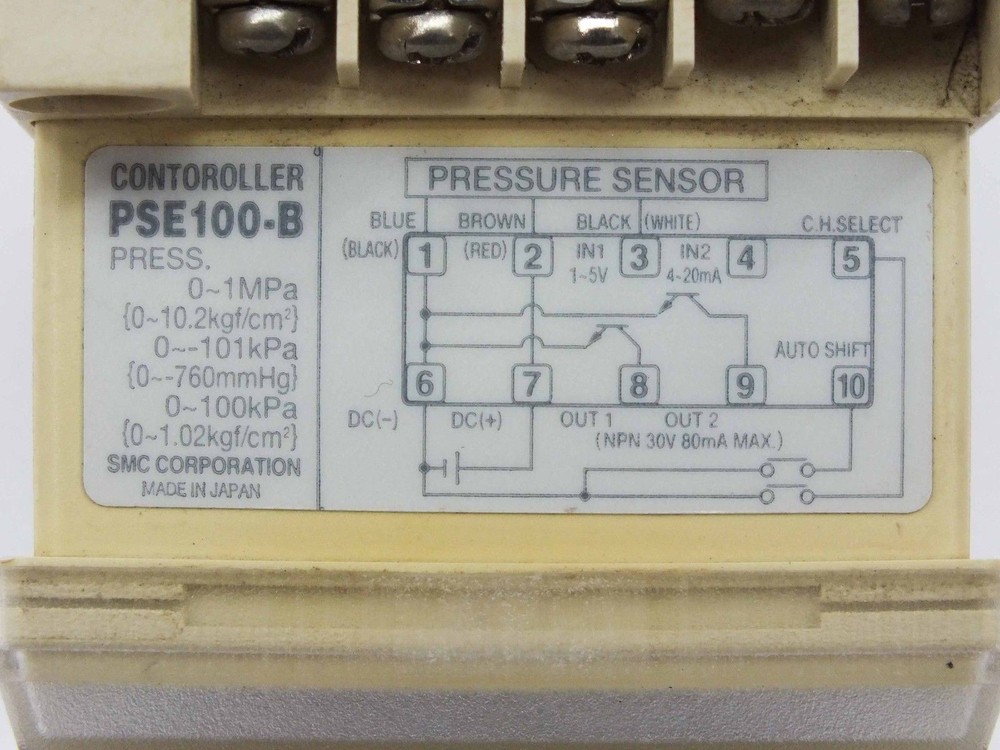 CONTOROLLER
PSE100-B
PRESS.
0~1MPa
{0~10.2kgf/cm²}
0~-101kPa
{0~-760mmHg}
0~100kPa
{0~1.02kgf/cm²}
SMC CORPORATION
MADE IN JAPAN
PRESSURE SENSOR
BLUE BROWN BLACK (WHITE) C.H.SELECT
(BLACK) 1 (RED) 2 IN1 3 IN2 4 5
1~5V 4~20mA
AUTO SHIFT
6 7 8 9 10
DC(-) DC(+) OUT 1 OUT 2
(NPN 30V 80mA MAX.)